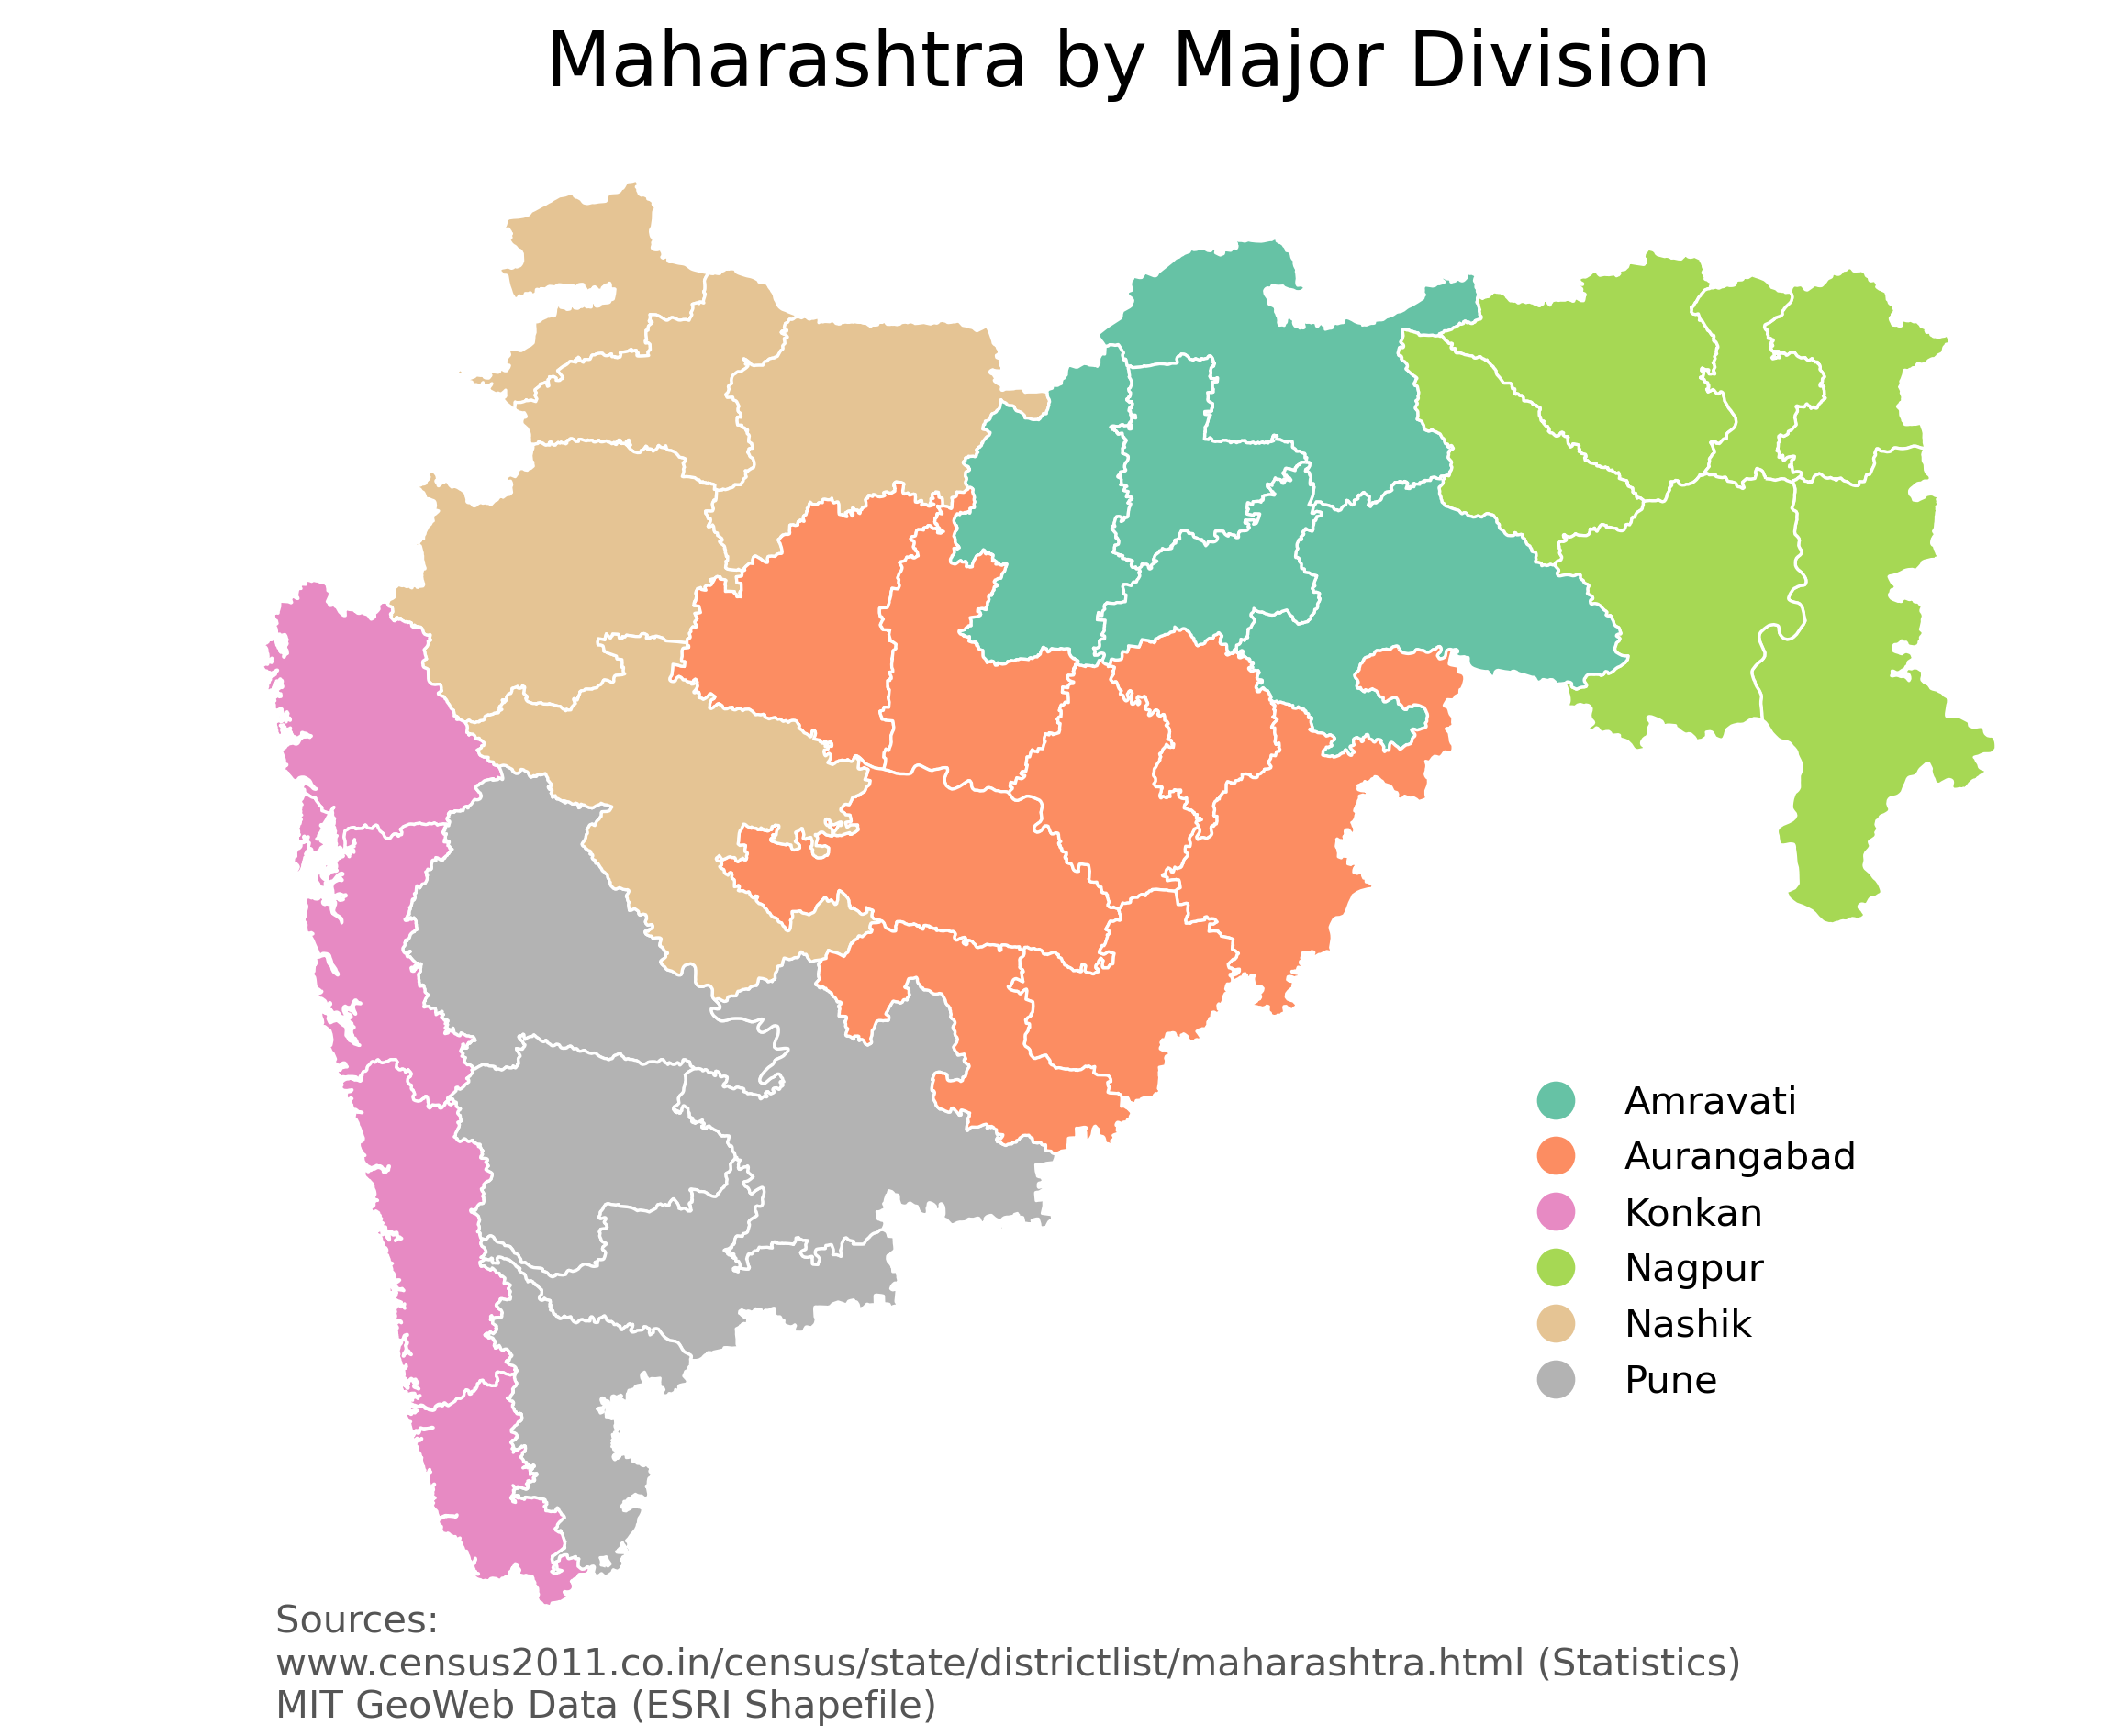 Maharashtra by Major Division
Amravati
Aurangabad
Konkan
Nagpur
Nashik
Pune
Sources:
www.census2011.co.in/census/state/districtlist/maharashtra.html (Statistics)
MIT GeoWeb Data (ESRI Shapefile)